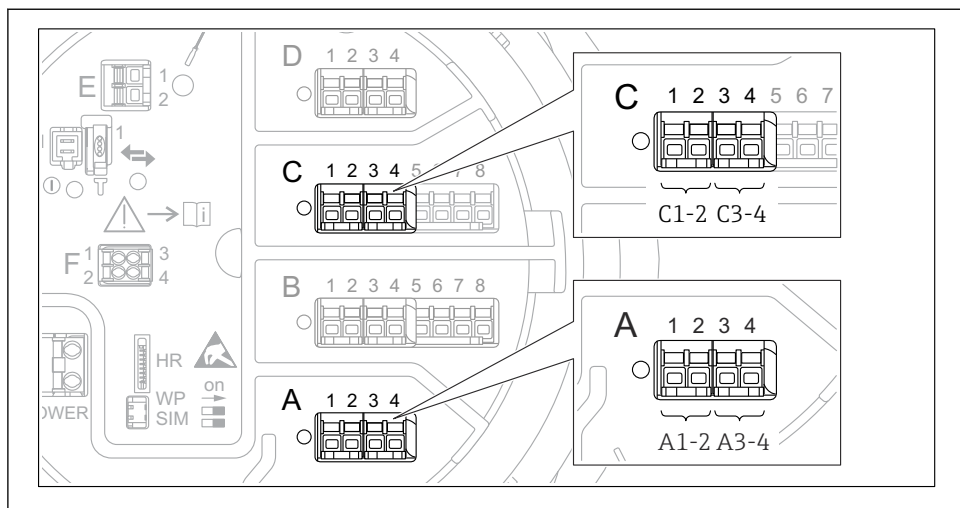 D 1 2 3 4
E 1
2
1
C 1 2 3 4 5 6 7 8
F 1 3
2 4
B 1 2 3 4 5 6 7 8
HR
WP on
SIM
A 1 2 3 4
C 1 2 3 4 5 6 7
C1-2 C3-4
A 1 2 3 4
A1-2 A3-4